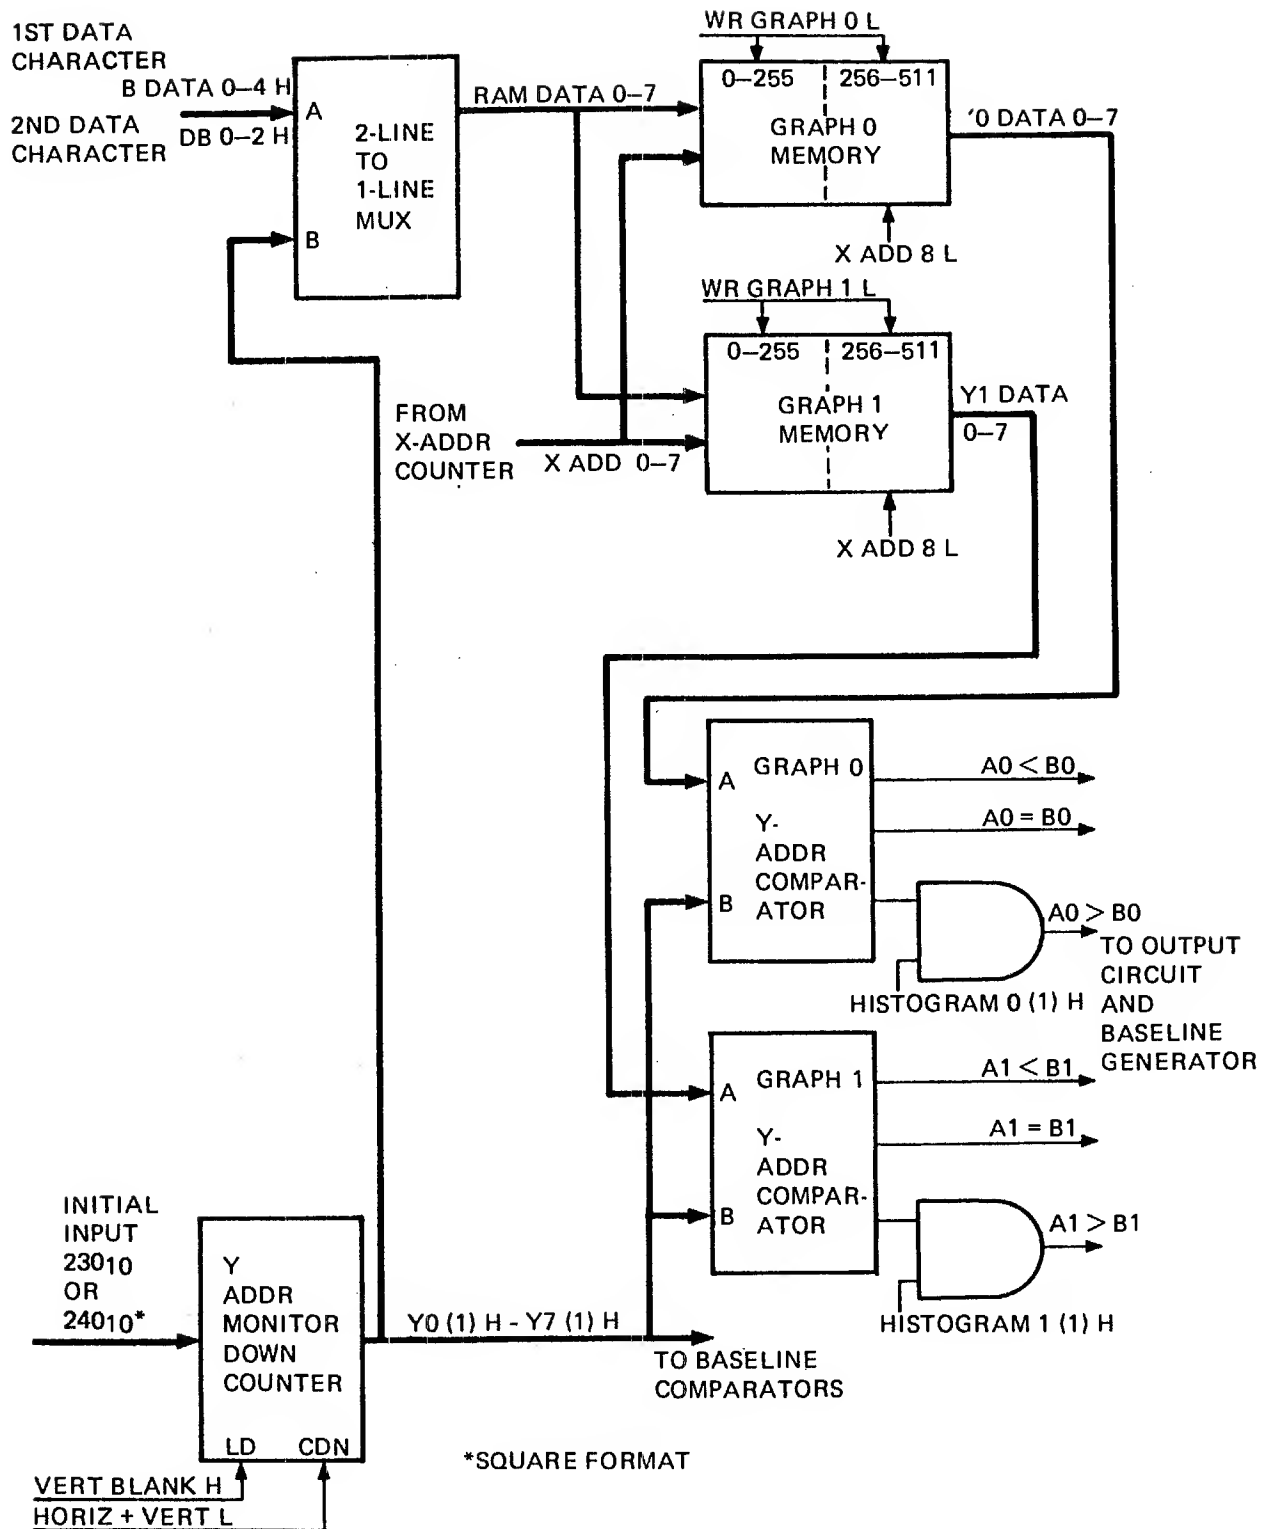 1ST DATA
CHARACTER
B DATA 0–4 H
2ND DATA
CHARACTER
DB 0–2 H
A
B
2-LINE
TO
1-LINE
MUX
RAM DATA 0–7
WR GRAPH 0 L
0–255
256–511
GRAPH 0
MEMORY
'0 DATA 0–7
X ADD 8 L
WR GRAPH 1 L
0–255
256–511
GRAPH 1
MEMORY
Y1 DATA
0–7
FROM
X-ADDR
COUNTER
X ADD 0–7
X ADD 8 L
A
GRAPH 0
Y-
ADDR
COMPAR-
ATOR
B
A0 < B0
A0 = B0
A0 > B0
HISTOGRAM 0 (1) H
TO OUTPUT
CIRCUIT
AND
BASELINE
GENERATOR
A
GRAPH 1
Y-
ADDR
COMPAR-
ATOR
B
A1 < B1
A1 = B1
A1 > B1
HISTOGRAM 1 (1) H
INITIAL
INPUT
230₁₀
OR
240₁₀*
Y
ADDR
MONITOR
DOWN
COUNTER
LD CDN
Y0 (1) H - Y7 (1) H
TO BASELINE
COMPARATORS
*SQUARE FORMAT
VERT BLANK H
HORIZ + VERT L